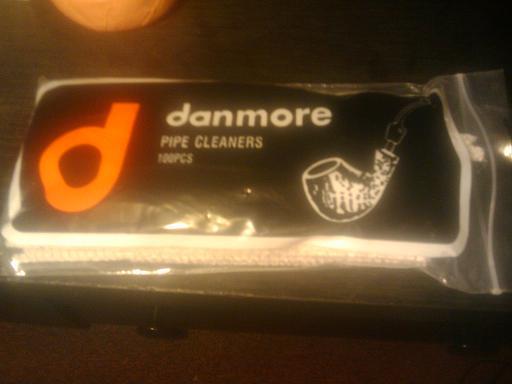 d
danmore
PIPE CLEANERS
100PCS